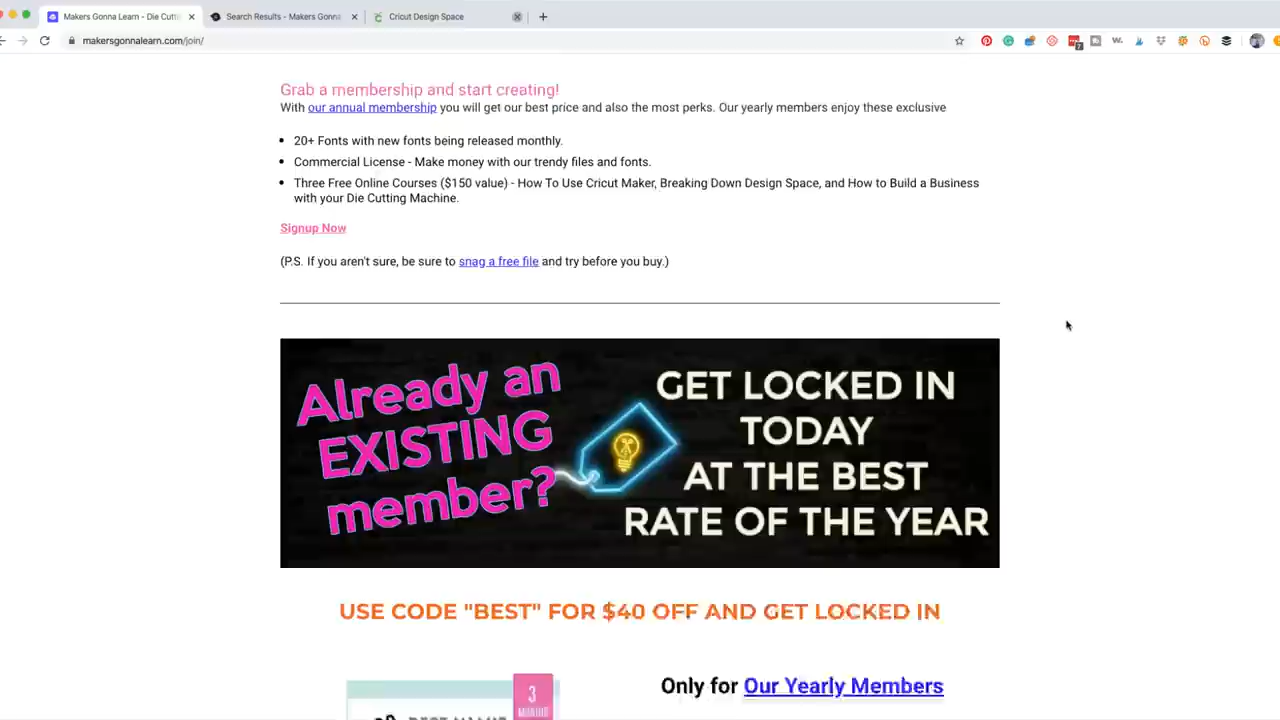 Makers Gonna Learn - Die Cutti
Search Results - Makers Gonna
Cricut Design Space
makersgonnalearn.com/join/
7
w.
Grab a membership and start creating!
With our annual membership you will get our best price and also the most perks. Our yearly members enjoy these exclusive
20+ Fonts with new fonts being released monthly.
Commercial License - Make money with our trendy files and fonts.
Three Free Online Courses ($150 value) - How To Use Cricut Maker, Breaking Down Design Space, and How to Build a Business
with your Die Cutting Machine.
Signup Now
(P.S. If you aren't sure, be sure to snag a free file and try before you buy.)
Already an
EXISTING
member?
GET LOCKED IN
TODAY
AT THE BEST
RATE OF THE YEAR
USE CODE "BEST" FOR $40 OFF AND GET LOCKED IN
3
MONTHS
Only for Our Yearly Members